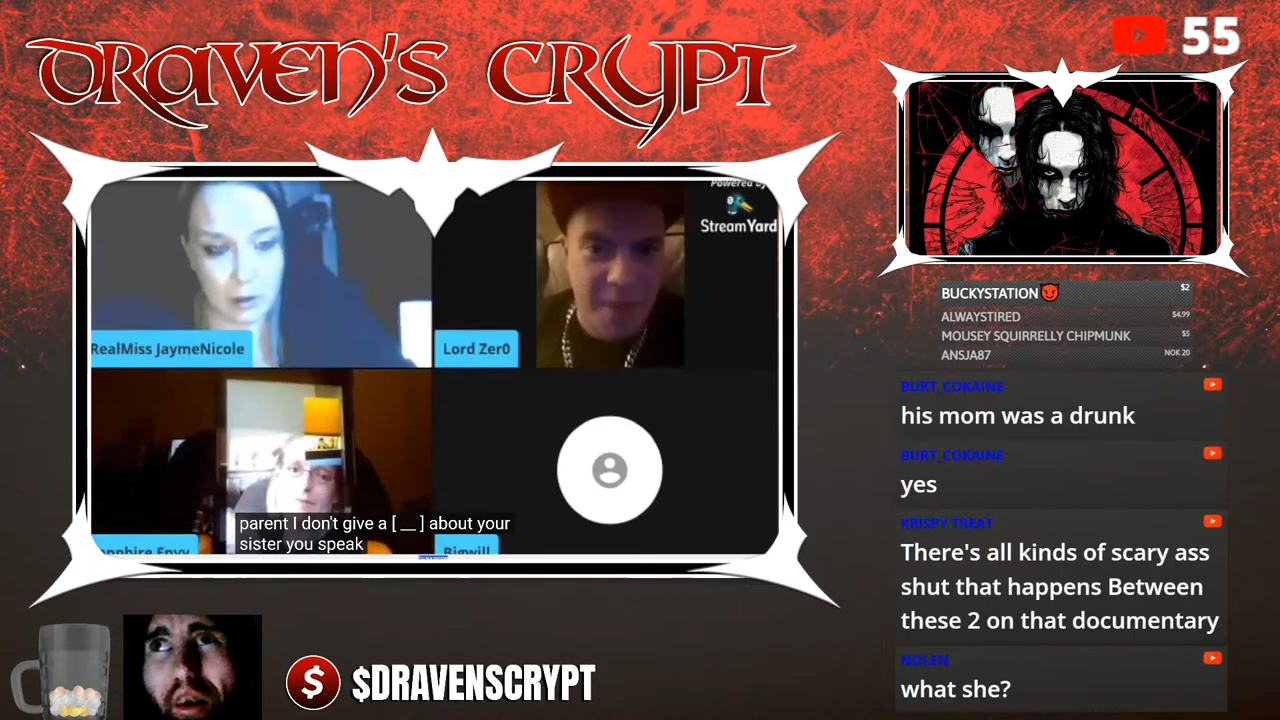 DRAVEN'S CRYPT
55
Powered by
StreamYard
RealMiss JaymeNicole
Lord Zer0
parent I don't give a [ __ ] about your
sister you speak
Bigwill
BUCKYSTATION
$2
ALWAYSTIRED
$4.99
MOUSEY SQUIRRELLY CHIPMUNK
$5
ANSJA87
NOK 20
BURT_COKAINE
his mom was a drunk
BURT_COKAINE
yes
KRISPY TREAT
There's all kinds of scary ass
shut that happens Between
these 2 on that documentary
NOLEN
what she?
$DRAVENSCRYPT